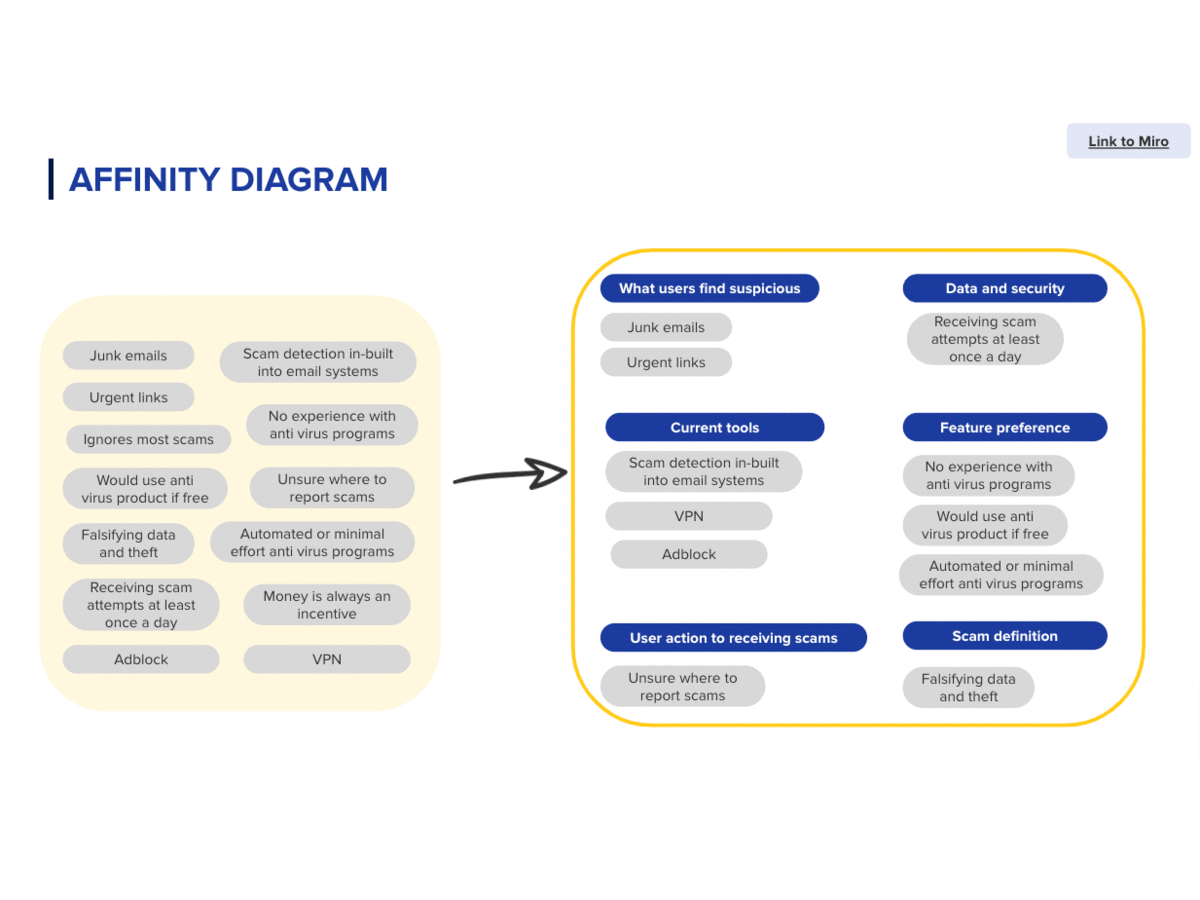 Link to Miro
AFFINITY DIAGRAM
Junk emails
Urgent links
Ignores most scams
Would use anti
virus product if free
Falsifying data
and theft
Receiving scam
attempts at least
once a day
Adblock
Scam detection in-built
into email systems
No experience with
anti virus programs
Unsure where to
report scams
Automated or minimal
effort anti virus programs
Money is always an
incentive
VPN
What users find suspicious
Junk emails
Urgent links
Data and security
Receiving scam
attempts at least
once a day
Current tools
Scam detection in-built
into email systems
VPN
Adblock
Feature preference
No experience with
anti virus programs
Would use anti
virus product if free
Automated or minimal
effort anti virus programs
User action to receiving scams
Unsure where to
report scams
Scam definition
Falsifying data
and theft